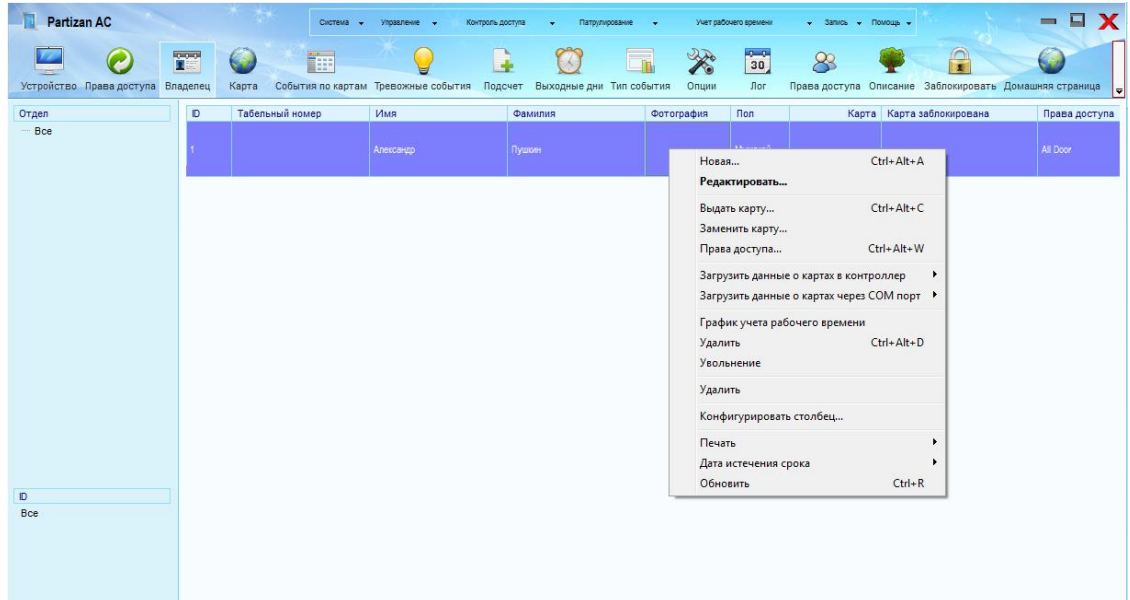 Partizan AC
Система Управление Контроль доступа Патрулирование Учет рабочего времени Запись Помощь
Устройство Права доступа Владелец Карта События по картам Тревожные события Подсчет Выходные дни Тип события Опции 30 Лог Права доступа Описание Заблокировать Домашняя страница
Отдел ID Табельный номер Имя Фамилия Фотография Пол Карта Карта заблокирована Права доступа
Все
1 Александр Пушкин Мужской All Door
Новая... Ctrl+Alt+A
Редактировать...
Выдать карту... Ctrl+Alt+C
Заменить карту...
Права доступа... Ctrl+Alt+W
Загрузить данные о картах в контроллер
Загрузить данные о картах через COM порт
График учета рабочего времени
Удалить Ctrl+Alt+D
Увольнение
Удалить
Конфигурировать столбец...
Печать
Дата истечения срока
Обновить Ctrl+R
ID
Все